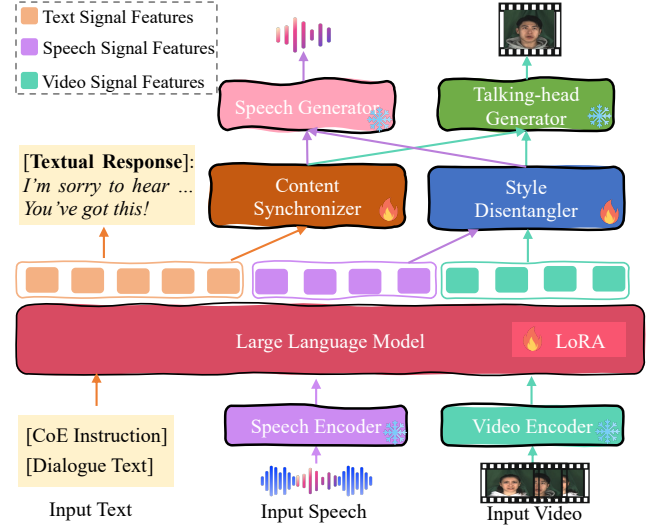 Text Signal Features
Speech Signal Features
Video Signal Features
Speech Generator
Talking-head
Generator
[Textual Response]:
I'm sorry to hear ...
You've got this!
Content
Synchronizer
Style
Disentangler
Large Language Model
LoRA
[CoE Instruction]
[Dialogue Text]
Speech Encoder
Video Encoder
Input Text
Input Speech
Input Video